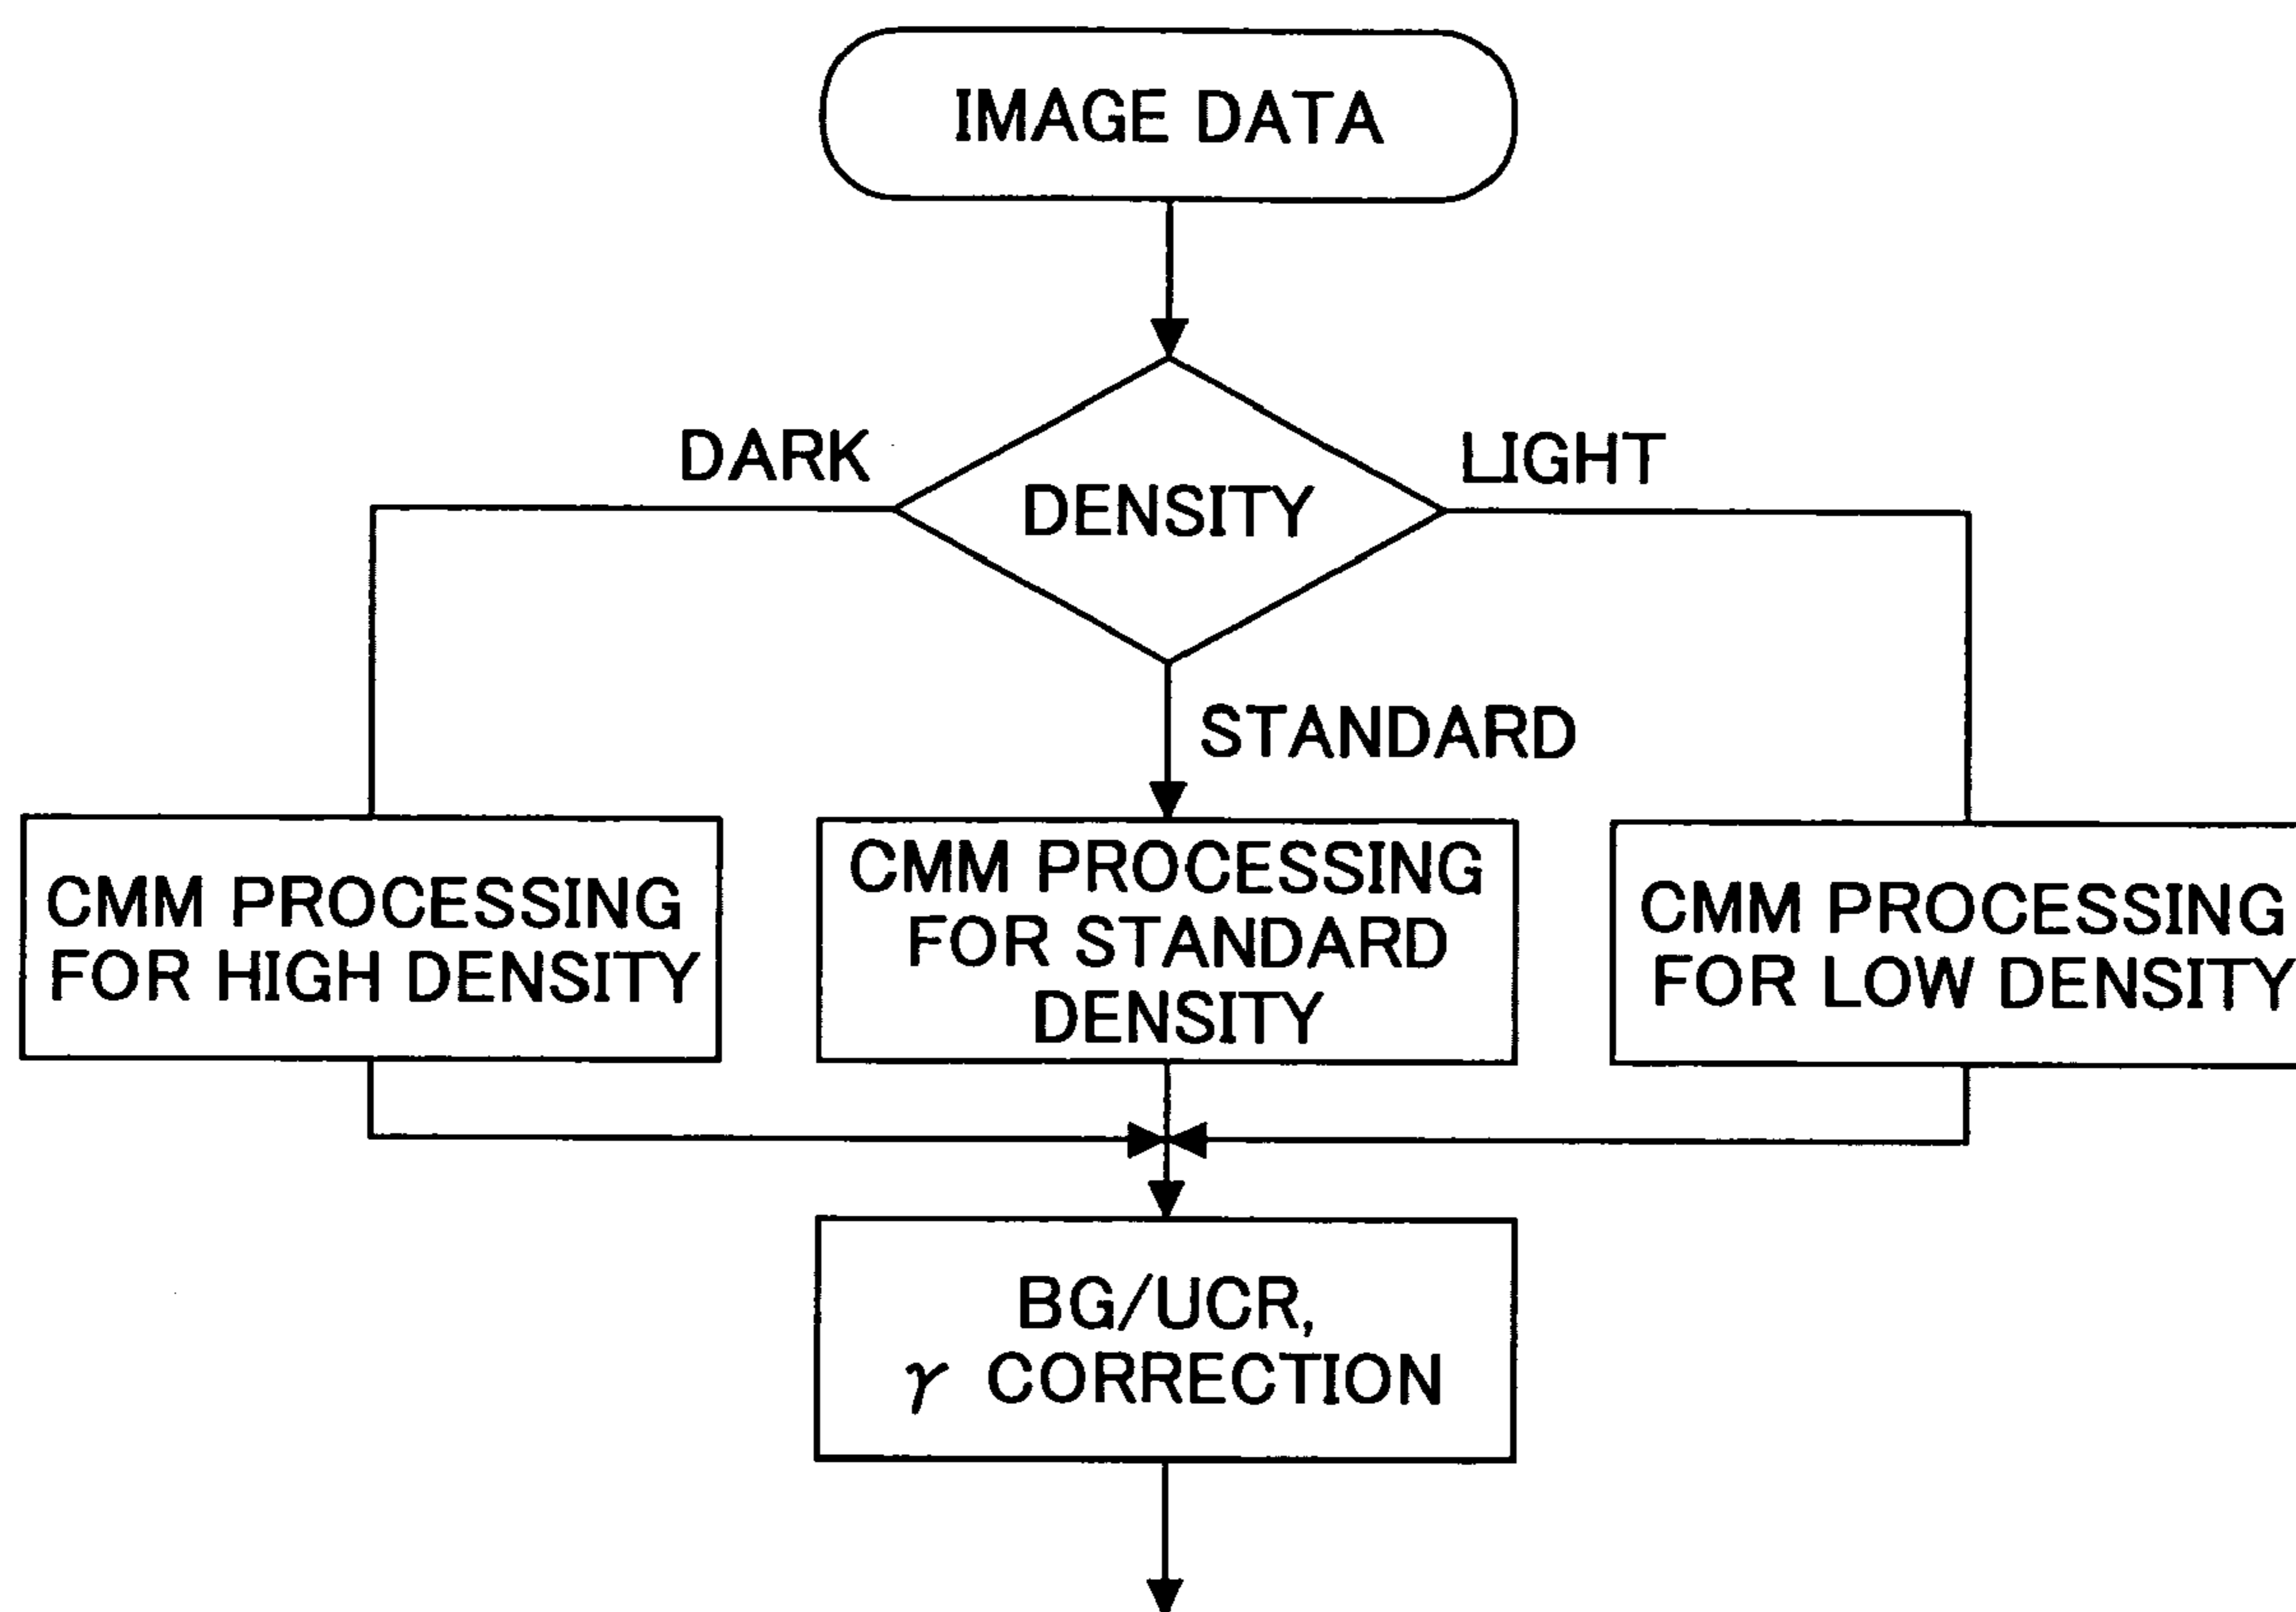 IMAGE DATA
DARK
LIGHT
DENSITY
STANDARD
CMM PROCESSING
FOR HIGH DENSITY
CMM PROCESSING
FOR STANDARD
DENSITY
CMM PROCESSING
FOR LOW DENSITY
BG/UCR,
γ CORRECTION